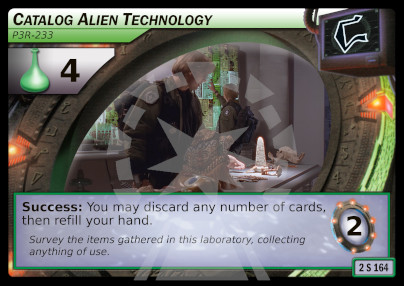 CATALOG ALIEN TECHNOLOGY
P3R-233
4
Success: You may discard any number of cards,
then refill your hand.
2
Survey the items gathered in this laboratory, collecting
anything of use.
2 S 164